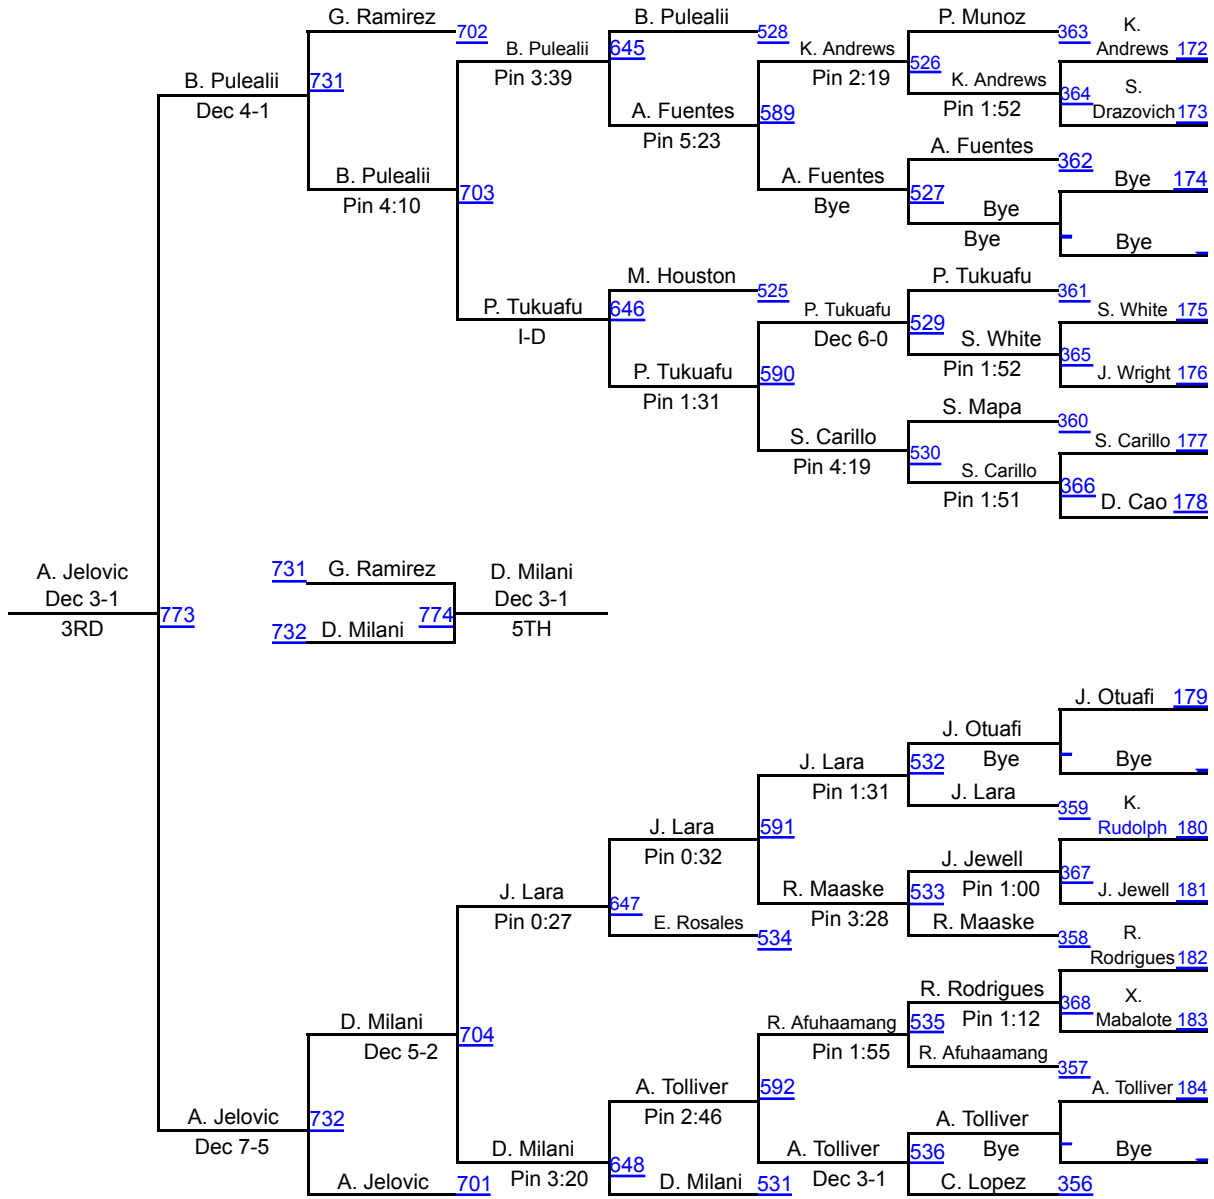 G. Ramirez
702
B. Pulealii
528
P. Munoz
363
K.
Andrews 172
B. Pulealii
731
Dec 4-1
B. Pulealii
645
Pin 3:39
K. Andrews
Pin 2:19
526
K. Andrews
Pin 1:52
364
S.
Drazovich 173
A. Fuentes
589
Pin 5:23
A. Fuentes
362
B. Pulealii
703
Pin 4:10
A. Fuentes
Bye
527
Bye
Bye
Bye 174
Bye
M. Houston
525
P. Tukuafu
361
P. Tukuafu
I-D
646
P. Tukuafu
Dec 6-0
529
S. White 175
S. White
Pin 1:52
365
J. Wright 176
P. Tukuafu
Pin 1:31
590
S. Mapa
360
S. Carillo
Pin 4:19
530
S. Carillo 177
S. Carillo
Pin 1:51
366
D. Cao 178
A. Jelovic
Dec 3-1
3RD
773
731 G. Ramirez
732 D. Milani
774
D. Milani
Dec 3-1
5TH
J. Otuafi 179
J. Otuafi
Bye
Bye
J. Lara
Pin 1:31
532
J. Lara
359
K.
Rudolph 180
J. Lara
Pin 0:32
591
J. Jewell
Pin 1:00
367
J. Jewell 181
J. Lara
Pin 0:27
647
R. Maaske
Pin 3:28
533
E. Rosales
534
R. Maaske
358
R.
Rodrigues 182
R. Rodrigues
Pin 1:12
368
X.
Mabalote 183
D. Milani
Dec 5-2
704
R. Afuhaamang
Pin 1:55
535
R. Afuhaamang
357
A. Tolliver
Pin 2:46
592
A. Tolliver 184
A. Jelovic
Dec 7-5
732
A. Tolliver
Bye
Bye
D. Milani
Pin 3:20
648
A. Tolliver
Dec 3-1
536
A. Jelovic
701
D. Milani
531
C. Lopez
356